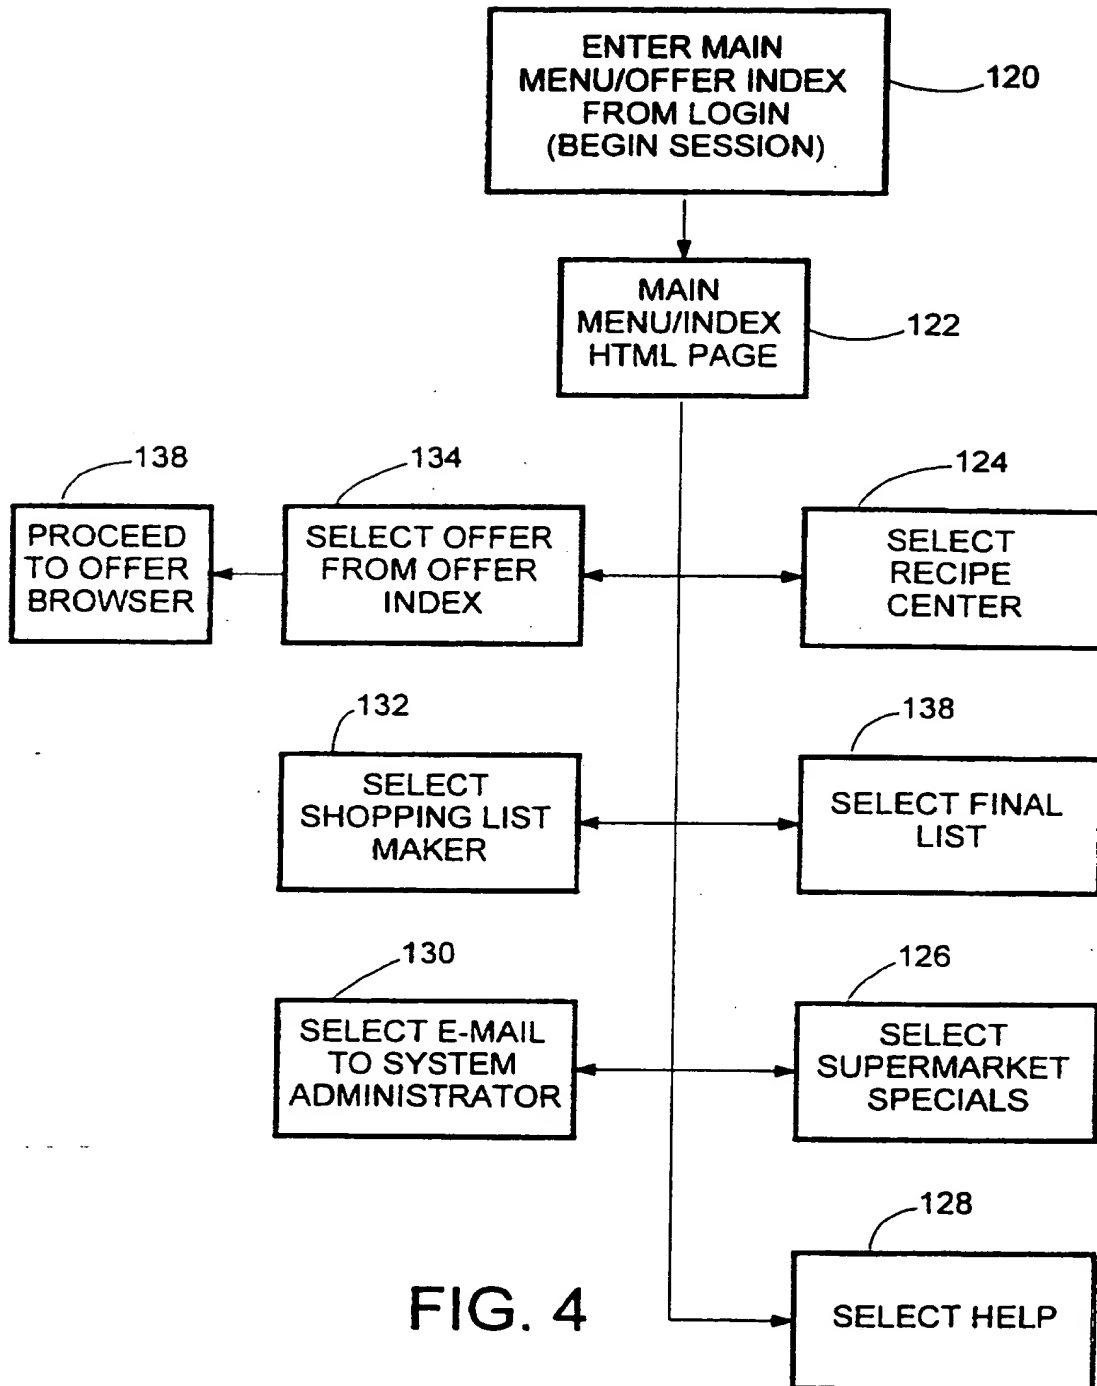 ENTER MAIN
MENU/OFFER INDEX
FROM LOGIN
(BEGIN SESSION)
120
MAIN
MENU/INDEX
HTML PAGE
122
138
134
124
PROCEED
TO OFFER
BROWSER
SELECT OFFER
FROM OFFER
INDEX
SELECT
RECIPE
CENTER
132
138
SELECT
SHOPPING LIST
MAKER
SELECT FINAL
LIST
130
126
SELECT E-MAIL
TO SYSTEM
ADMINISTRATOR
SELECT
SUPERMARKET
SPECIALS
128
SELECT HELP
FIG. 4